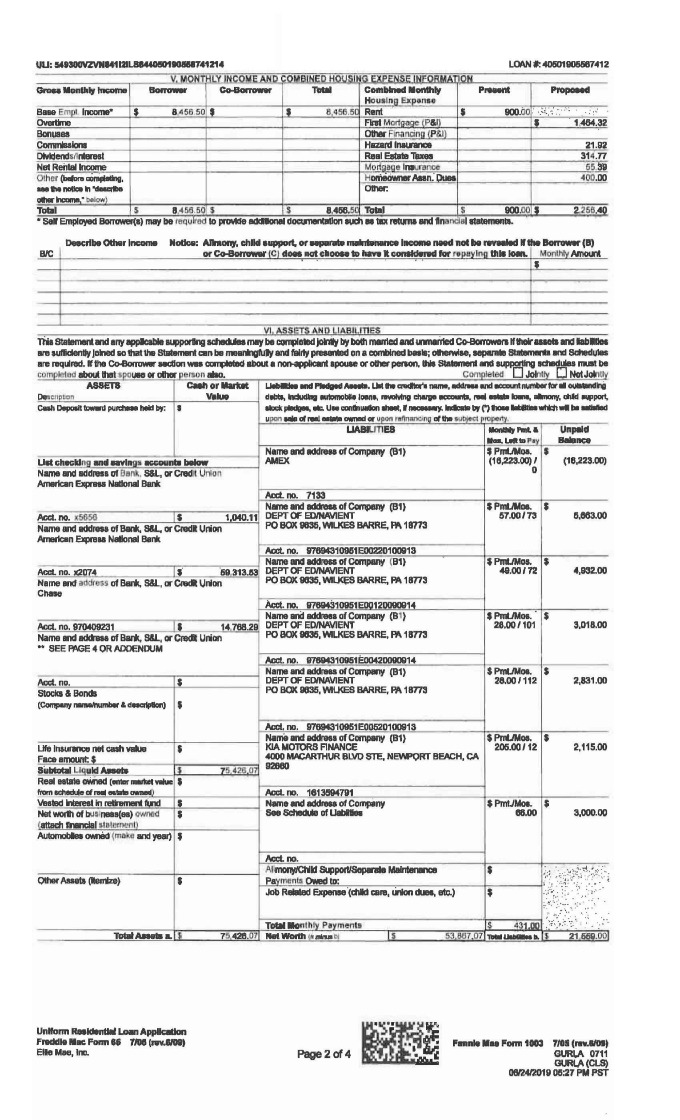 ULI: 549300VZVN841I2ILB844050190556741214 LOAN #: 40501905567412
V. MONTHLY INCOME AND COMBINED HOUSING EXPENSE INFORMATION
Gross Monthly Income Borrower Co-Borrower Total Combined Monthly Housing Expense Present Proposed
Base Empl. Income* $ 8,456.50 $ $ 8,456.50 Rent $ 900.00
Overtime First Mortgage (P&I) $ 1,464.32
Bonuses Other Financing (P&I)
Commissions Hazard Insurance 21.92
Dividends/Interest Real Estate Taxes 314.77
Net Rental Income Mortgage Insurance 55.39
Other (before completing, Homeowner Assn. Dues 400.00
see the notice in "describe Other:
other income," below)
Total $ 8,456.50 $ $ 8,456.50 Total $ 900.00 $ 2,256.40
* Self Employed Borrower(s) may be required to provide additional documentation such as tax returns and financial statements.
Describe Other Income Notice: Alimony, child support, or separate maintenance income need not be revealed if the Borrower (B)
B/C or Co-Borrower (C) does not choose to have it considered for repaying this loan. Monthly Amount
$
VI. ASSETS AND LIABILITIES
This Statement and any applicable supporting schedules may be completed jointly by both married and unmarried Co-Borrowers if their assets and liabilities
are sufficiently joined so that the Statement can be meaningfully and fairly presented on a combined basis; otherwise, separate Statements and Schedules
are required. If the Co-Borrower section was completed about a non-applicant spouse or other person, this Statement and supporting schedules must be
completed about that spouse or other person also. Completed Jointly Not Jointly
ASSETS Cash or Market Value
Description
Cash Deposit toward purchase held by: $
Liabilities and Pledged Assets. List the creditor's name, address and account number for all outstanding
debts, including automobile loans, revolving charge accounts, real estate loans, alimony, child support,
stock pledges, etc. Use continuation sheet, if necessary. Indicate by (*) those liabilities which will be satisfied
upon sale of real estate owned or upon refinancing of the subject property.
LIABILITIES Monthly Pmt. & Mos. Left to Pay Unpaid Balance
List checking and savings accounts below
Name and address of Bank, S&L, or Credit Union
American Express National Bank
Name and address of Company (B1) $ Pmt./Mos. $
AMEX (16,223.00) / 0 (16,223.00)
Acct. no. 7133
Acct. no. x5656 $ 1,040.11
Name and address of Bank, S&L, or Credit Union
American Express National Bank
Name and address of Company (B1) $ Pmt./Mos. $
DEPT OF ED/NAVIENT 57.00 / 73 5,663.00
PO BOX 9635, WILKES BARRE, PA 18773
Acct. no. 97694310951E00220100913
Acct. no. x2074 $ 59,313.53
Name and address of Bank, S&L, or Credit Union
Chase
Name and address of Company (B1) $ Pmt./Mos. $
DEPT OF ED/NAVIENT 49.00 / 72 4,932.00
PO BOX 9635, WILKES BARRE, PA 18773
Acct. no. 97694310951E00120090914
Acct. no. 970409231 $ 14,768.29
Name and address of Bank, S&L, or Credit Union
** SEE PAGE 4 OR ADDENDUM
Name and address of Company (B1) $ Pmt./Mos. $
DEPT OF ED/NAVIENT 28.00 / 101 3,018.00
PO BOX 9635, WILKES BARRE, PA 18773
Acct. no. 97694310951E00420090914
Acct. no. $
Stocks & Bonds
(Company name/number & description) $
Name and address of Company (B1) $ Pmt./Mos. $
DEPT OF ED/NAVIENT 28.00 / 112 2,831.00
PO BOX 9635, WILKES BARRE, PA 18773
Acct. no. 97694310951E00520100913
Life insurance net cash value $
Face amount: $
Subtotal Liquid Assets $ 75,426.07
Name and address of Company (B1) $ Pmt./Mos. $
KIA MOTORS FINANCE 205.00 / 12 2,115.00
4000 MACARTHUR BLVD STE, NEWPORT BEACH, CA
92660
Acct. no. 1613594791
Real estate owned (enter market value $
from schedule of real estate owned)
Vested interest in retirement fund $
Net worth of business(es) owned $
(attach financial statement)
Automobiles owned (make and year) $
Name and address of Company $ Pmt./Mos. $
See Schedule of Liabilities 66.00 3,000.00
Acct. no.
Other Assets (Itemize) $
Alimony/Child Support/Separate Maintenance $
Payments Owed to:
Job Related Expense (child care, union dues, etc.) $
Total Monthly Payments $ 431.00
Total Assets a. $ 75,426.07 Net Worth (a minus b) $ 53,867.07 Total Liabilities b. $ 21,559.00
Uniform Residential Loan Application
Freddie Mac Form 65 7/05 (rev.6/09)
Ellie Mae, Inc.
Page 2 of 4
Fannie Mae Form 1003 7/05 (rev.6/09)
GURLA 0711
GURLA (CLS)
06/24/2019 05:27 PM PST